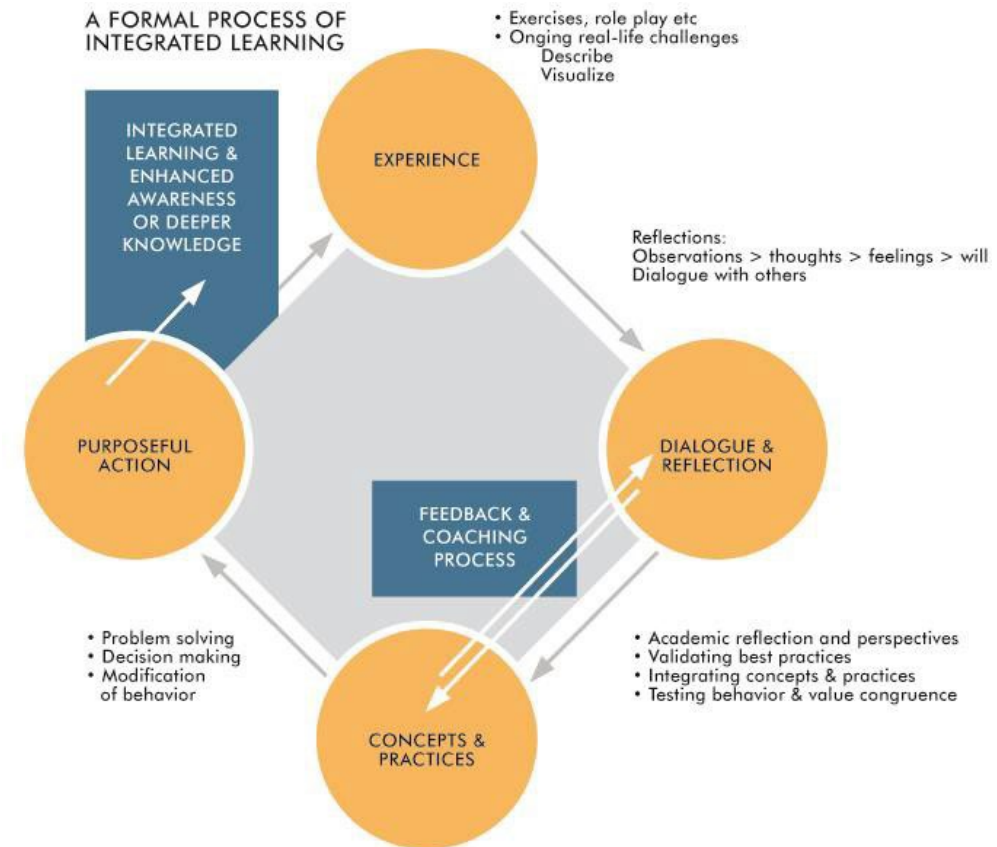 A FORMAL PROCESS OF
INTEGRATED LEARNING
• Exercises, role play etc
• Onging real-life challenges
Describe
Visualize
INTEGRATED
LEARNING &
ENHANCED
AWARENESS
OR DEEPER
KNOWLEDGE
EXPERIENCE
Reflections:
Observations > thoughts > feelings > will
Dialogue with others
PURPOSEFUL
ACTION
DIALOGUE &
REFLECTION
FEEDBACK &
COACHING
PROCESS
• Problem solving
• Decision making
• Modification
of behavior
• Academic reflection and perspectives
• Validating best practices
• Integrating concepts & practices
• Testing behavior & value congruence
CONCEPTS &
PRACTICES